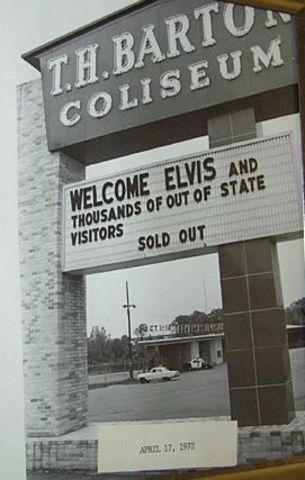 T.H. BARTON
COLISEUM
WELCOME ELVIS AND
THOUSANDS OF OUT OF STATE
VISITORS
SOLD OUT
APRIL 17, 1972